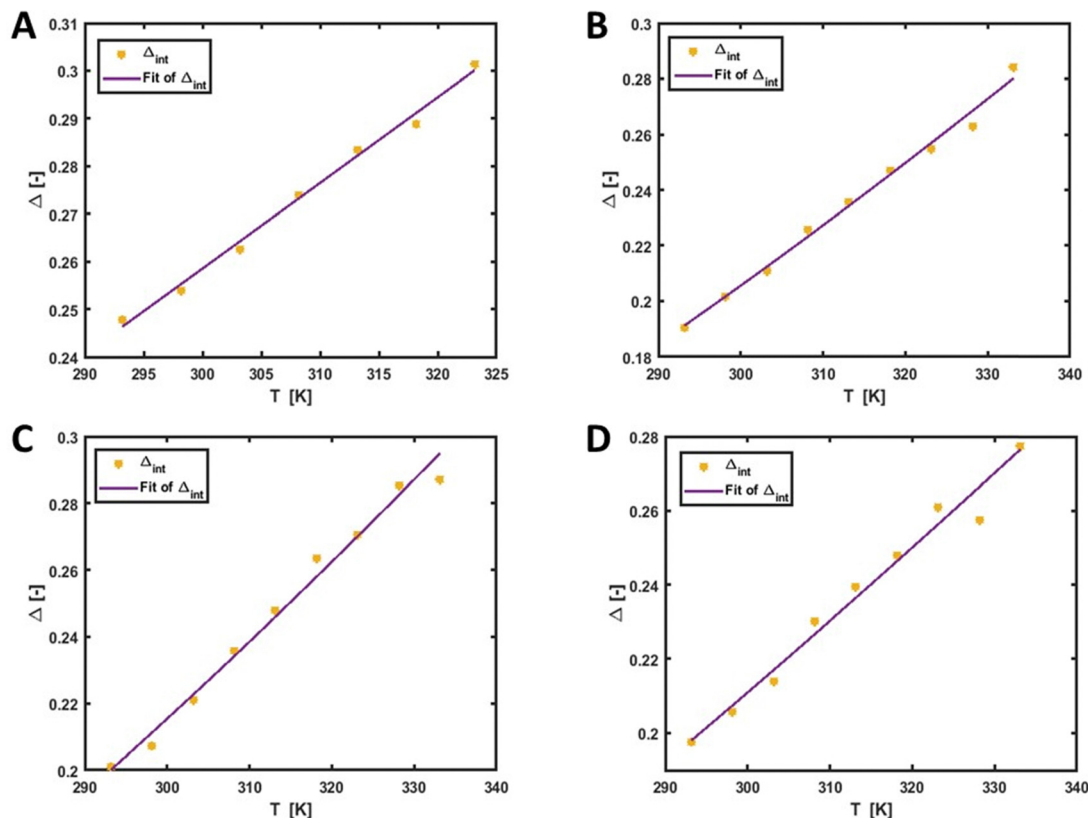 A
0.31
0.3
0.29
0.28
0.27
0.26
0.25
0.24
Δ [-]
Δint
Fit of Δint
290 295 300 305 310 315 320 325
T [K]
B
0.3
0.28
0.26
0.24
0.22
0.2
0.18
Δ [-]
Δint
Fit of Δint
290 300 310 320 330 340
T [K]
C
0.3
0.28
0.26
0.24
0.22
0.2
Δ [-]
Δint
Fit of Δint
290 300 310 320 330 340
T [K]
D
0.28
0.26
0.24
0.22
0.2
Δ [-]
Δint
Fit of Δint
290 300 310 320 330 340
T [K]